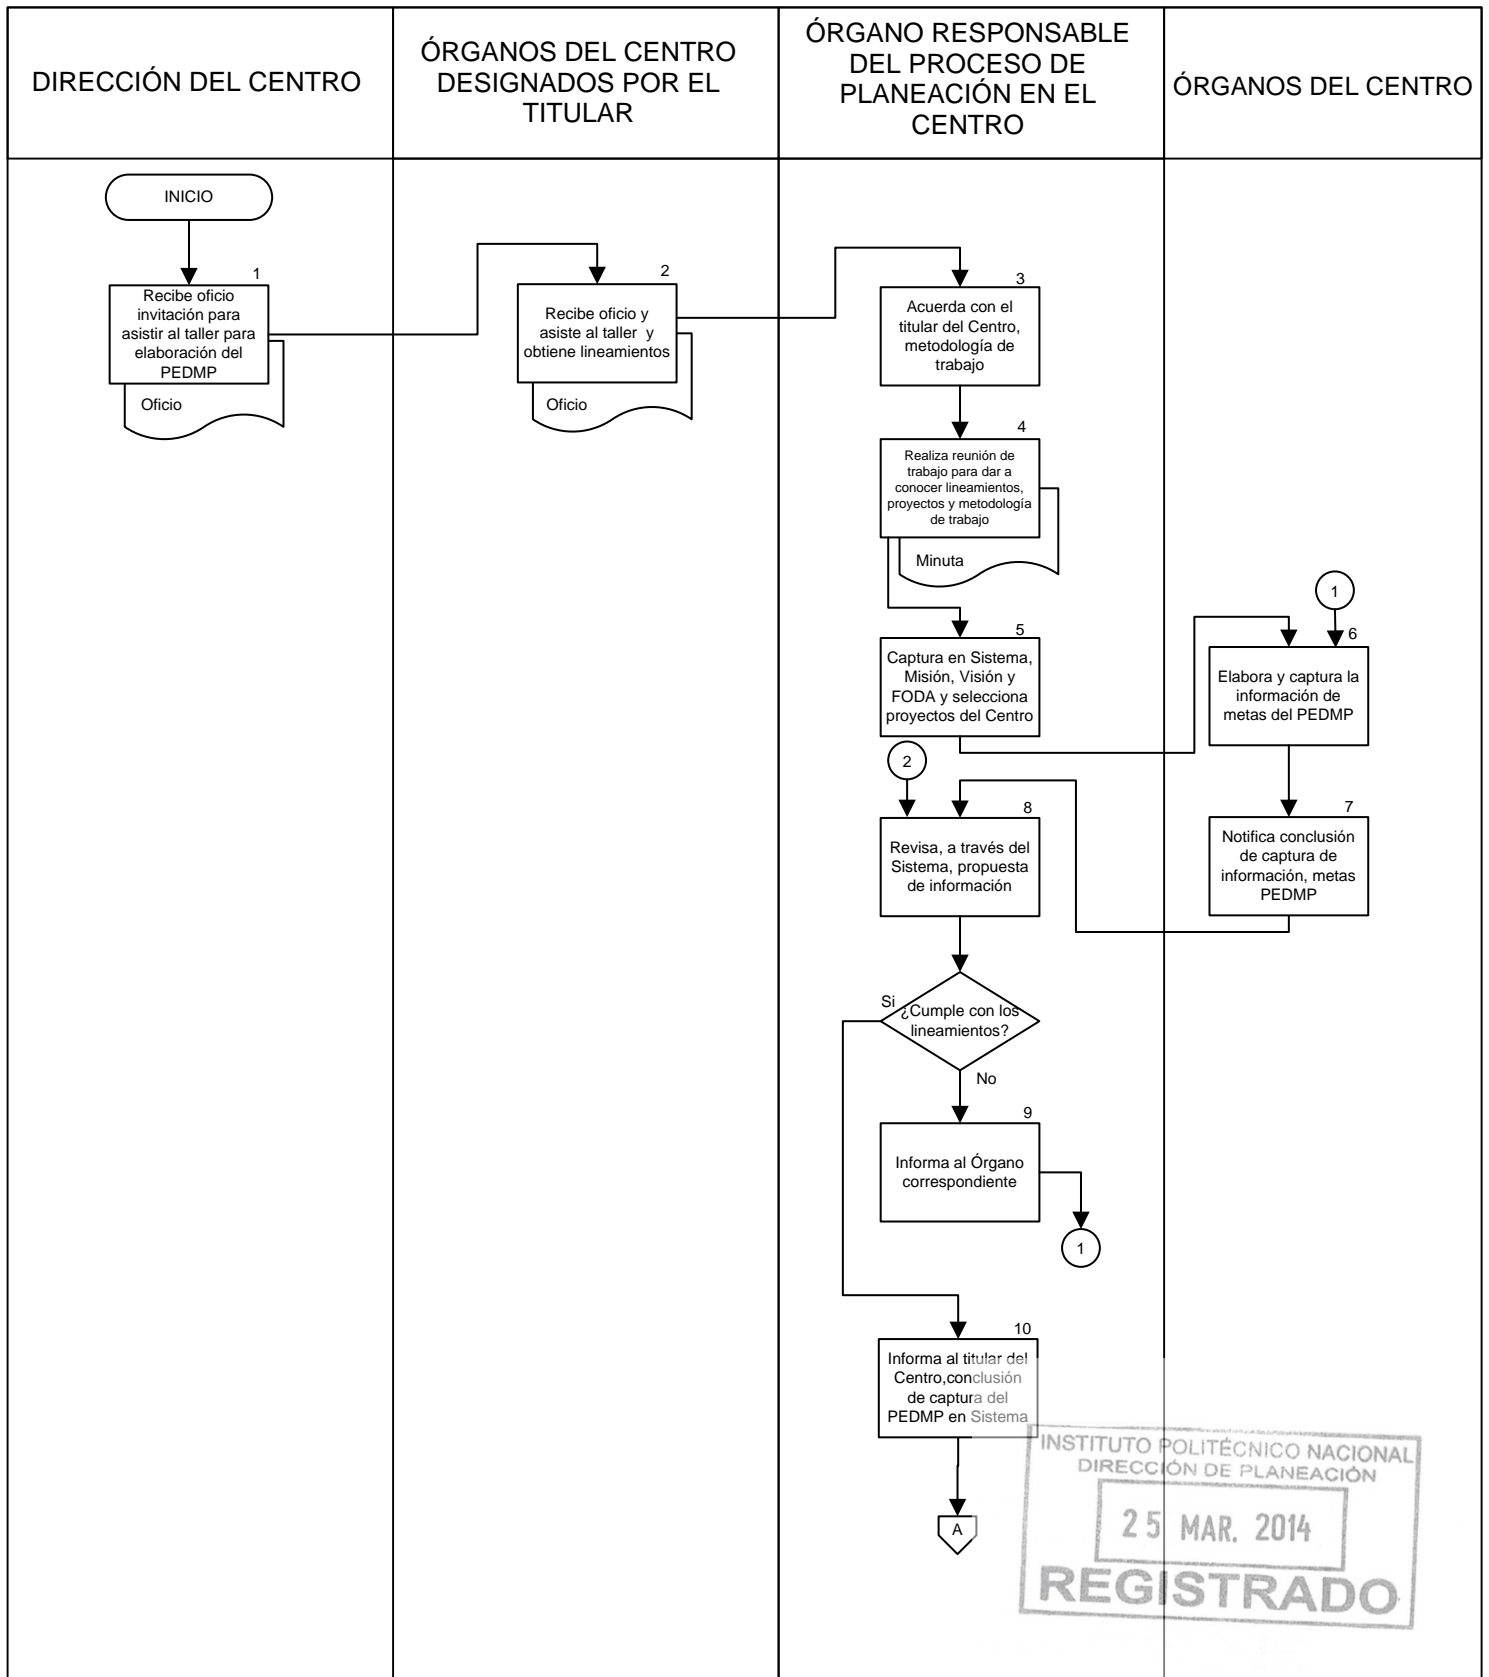 DIRECCIÓN DEL CENTRO
ÓRGANOS DEL CENTRO
DESIGNADOS POR EL
TITULAR
ÓRGANO RESPONSABLE
DEL PROCESO DE
PLANEACIÓN EN EL
CENTRO
ÓRGANOS DEL CENTRO
INICIO
1
Recibe oficio
invitación para
asistir al taller para
elaboración del
PEDMP
Oficio
2
Recibe oficio y
asiste al taller y
obtiene lineamientos
Oficio
3
Acuerda con el
titular del Centro,
metodología de
trabajo
4
Realiza reunión de
trabajo para dar a
conocer lineamientos,
proyectos y metodología
de trabajo
Minuta
5
Captura en Sistema,
Misión, Visión y
FODA y selecciona
proyectos del Centro
1
6
Elabora y captura la
información de
metas del PEDMP
7
Notifica conclusión
de captura de
información, metas
PEDMP
2
8
Revisa, a través del
Sistema, propuesta
de información
Si
¿Cumple con los
lineamientos?
No
9
Informa al Órgano
correspondiente
1
10
Informa al titular del
Centro,conclusión
de captura del
PEDMP en Sistema
A
INSTITUTO POLITÉCNICO NACIONAL
DIRECCIÓN DE PLANEACIÓN
25 MAR. 2014
REGISTRADO